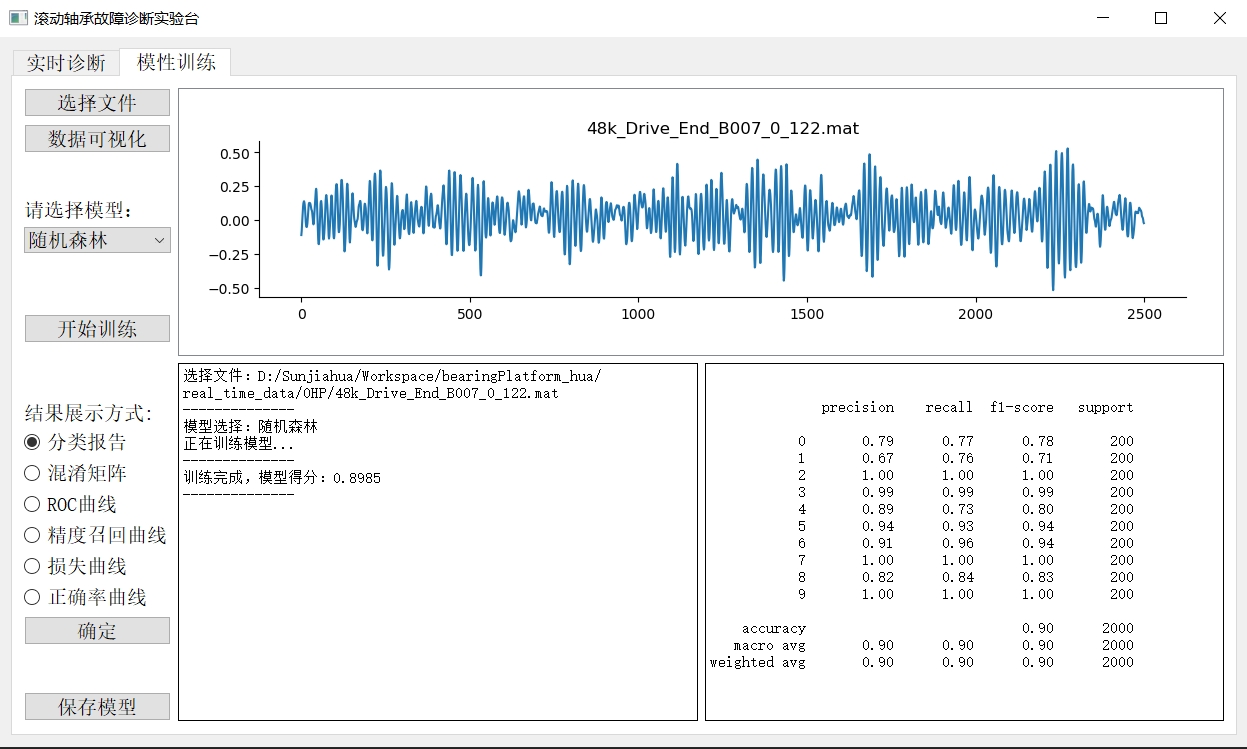 滚动轴承故障诊断实验台
实时诊断
模性训练
选择文件
数据可视化
请选择模型：
随机森林
开始训练
结果展示方式：
分类报告
混淆矩阵
ROC曲线
精度召回曲线
损失曲线
正确率曲线
确定
保存模型
48k_Drive_End_B007_0_122.mat
0.50
0.25
0.00
−0.25
−0.50
0 500 1000 1500 2000 2500
选择文件：D:/Sunjiahua/Workspace/bearingPlatform_hua/
real_time_data/0HP/48k_Drive_End_B007_0_122.mat
--------------
模型选择：随机森林
正在训练模型...
--------------
训练完成，模型得分：0.8985
--------------
precision recall f1-score support
0 0.79 0.77 0.78 200
1 0.67 0.76 0.71 200
2 1.00 1.00 1.00 200
3 0.99 0.99 0.99 200
4 0.89 0.73 0.80 200
5 0.94 0.93 0.94 200
6 0.91 0.96 0.94 200
7 1.00 1.00 1.00 200
8 0.82 0.84 0.83 200
9 1.00 1.00 1.00 200
accuracy 0.90 2000
macro avg 0.90 0.90 0.90 2000
weighted avg 0.90 0.90 0.90 2000